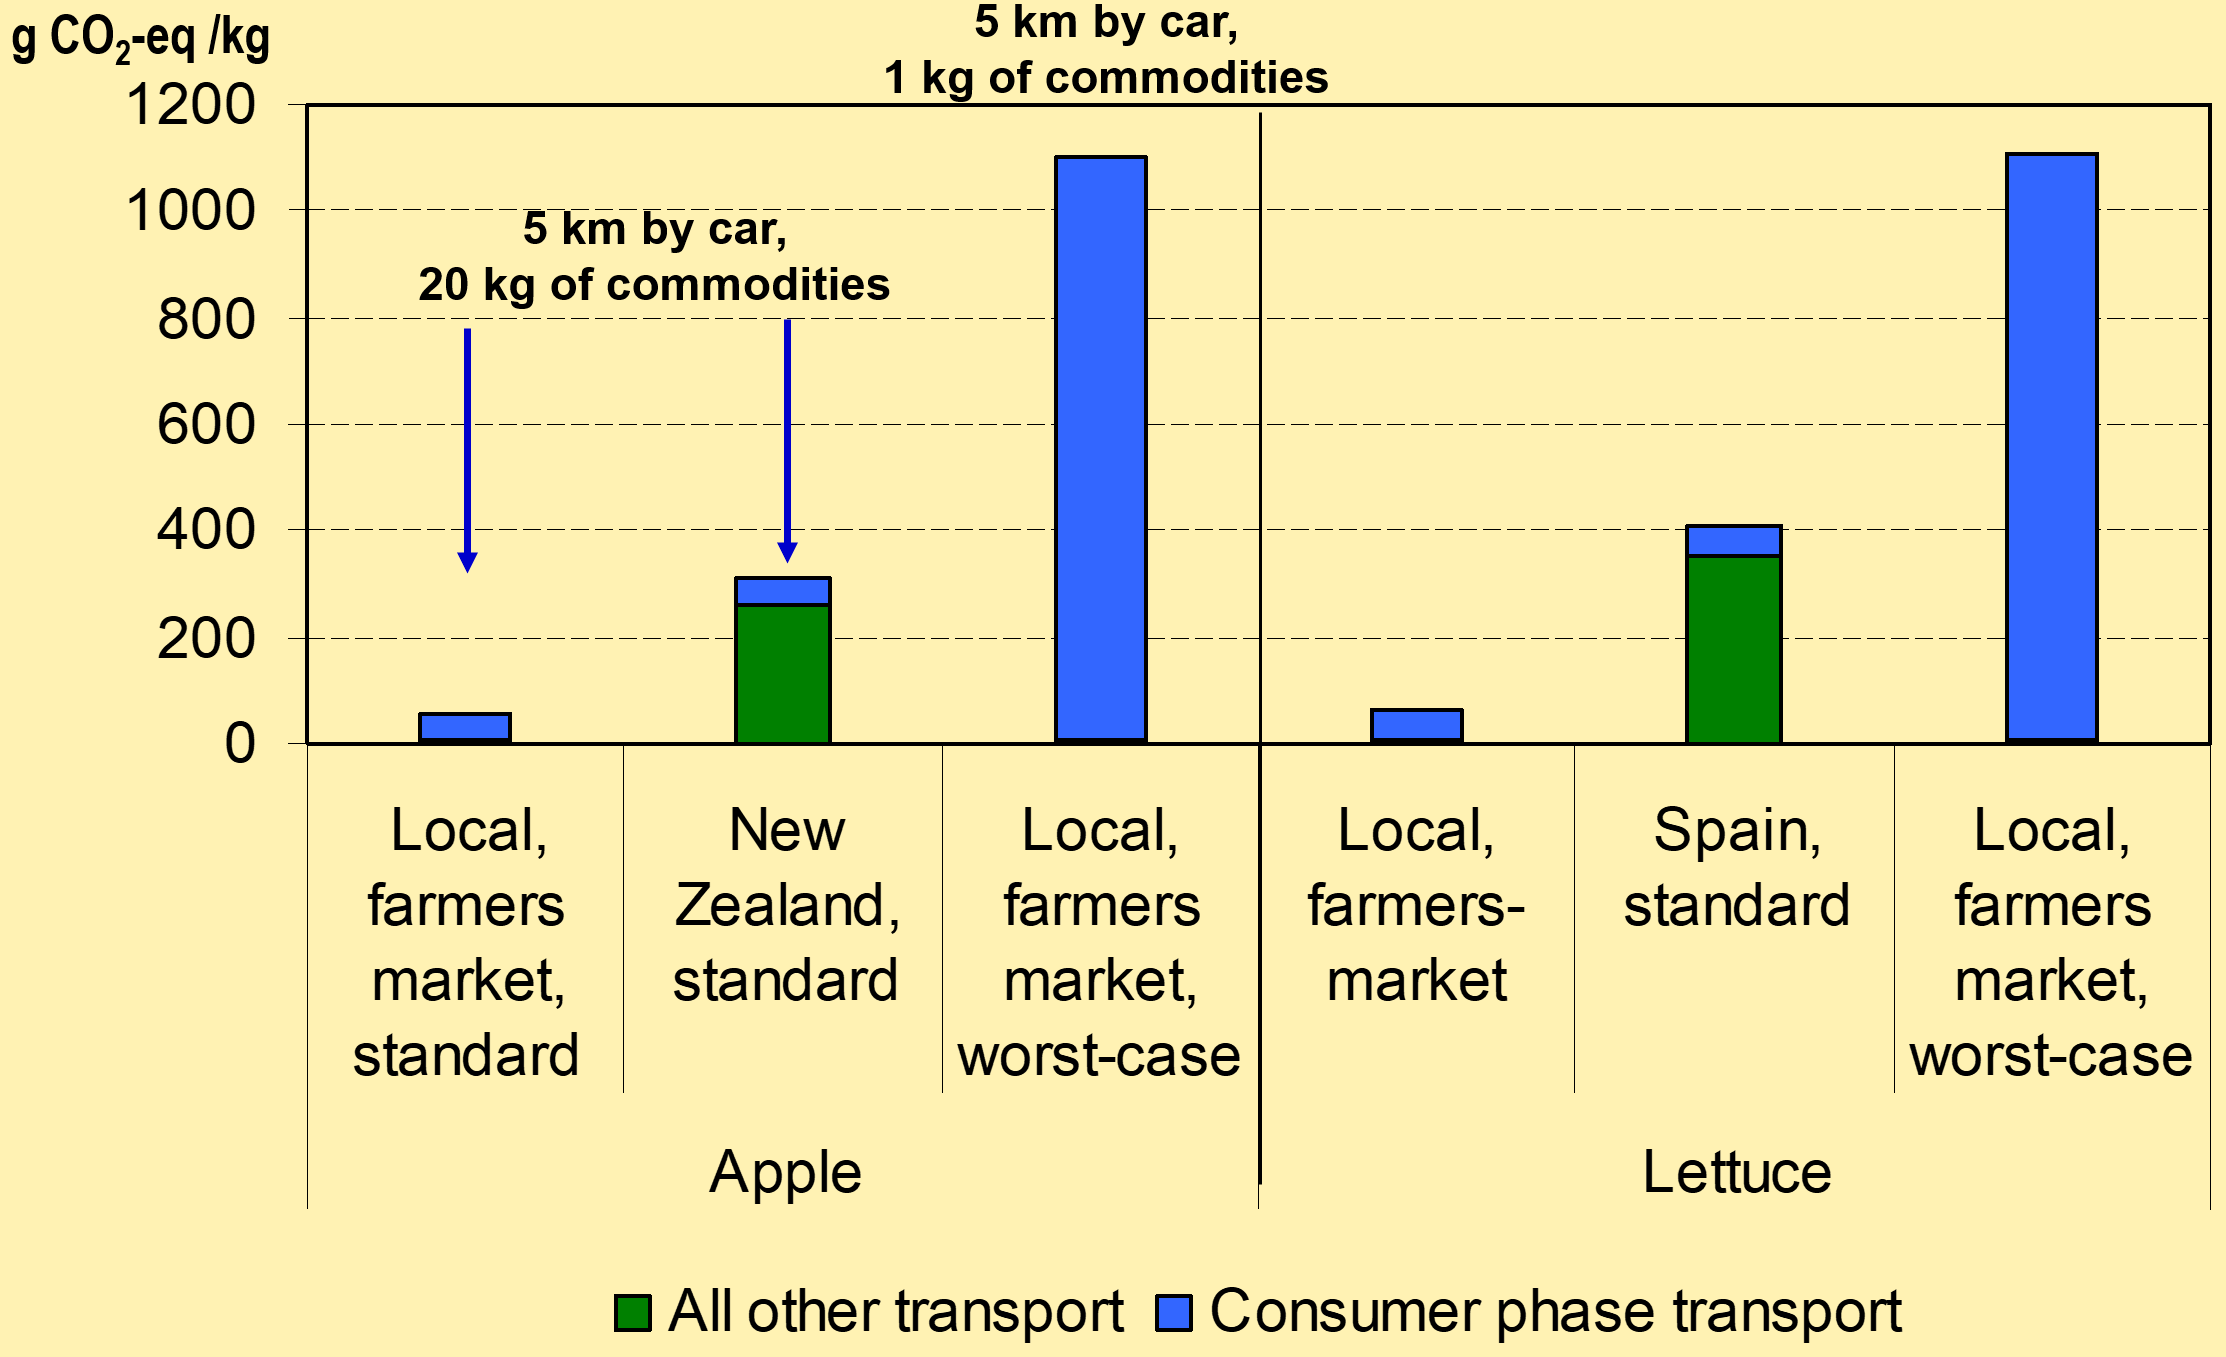 g CO₂-eq /kg
5 km by car,
1 kg of commodities
1200
1000
800
600
400
200
0
5 km by car,
20 kg of commodities
Local,
farmers
market,
standard
New
Zealand,
standard
Local,
farmers
market,
worst-case
Local,
farmers-
market
Spain,
standard
Local,
farmers
market,
worst-case
Apple
Lettuce
All other transport
Consumer phase transport